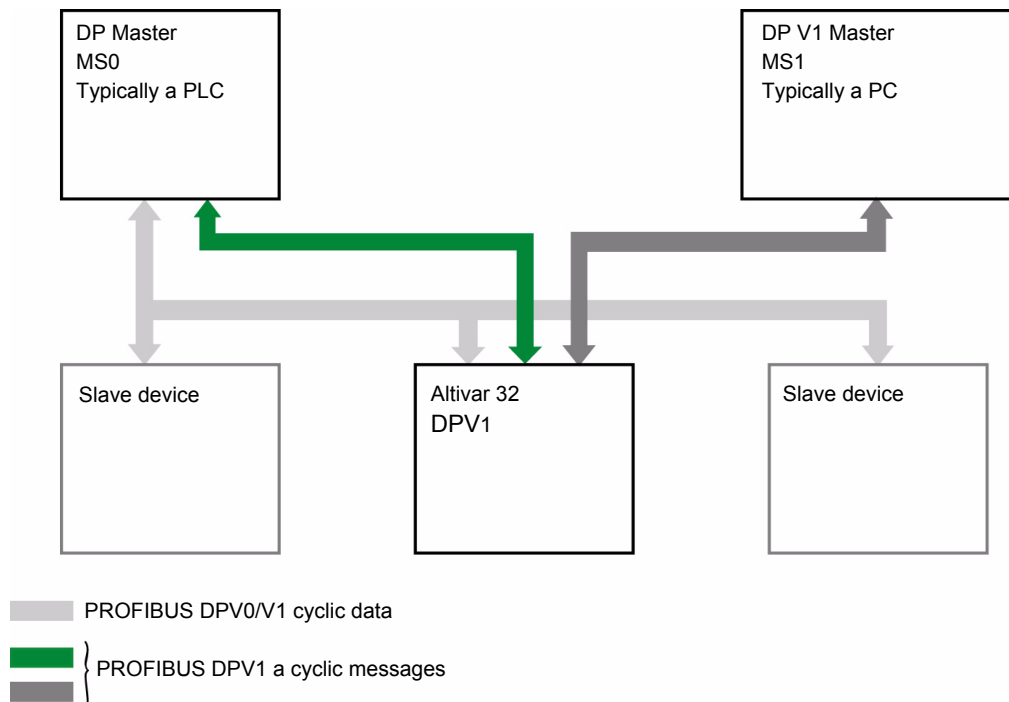 DP Master
MS0
Typically a PLC
DP V1 Master
MS1
Typically a PC
Slave device
Altivar 32
DPV1
Slave device
PROFIBUS DPV0/V1 cyclic data
PROFIBUS DPV1 a cyclic messages